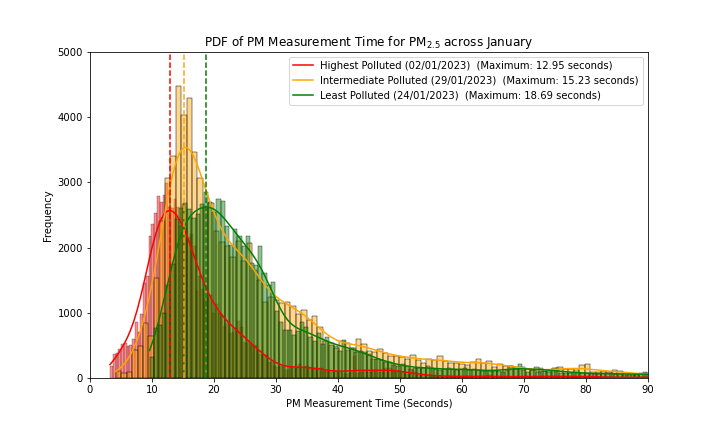 PDF of PM Measurement Time for PM2.5 across January
Highest Polluted (02/01/2023)  (Maximum: 12.95 seconds)
Intermediate Polluted (29/01/2023)  (Maximum: 15.23 seconds)
Least Polluted (24/01/2023)  (Maximum: 18.69 seconds)
Frequency
5000
4000
3000
2000
1000
0
0 10 20 30 40 50 60 70 80 90
PM Measurement Time (Seconds)